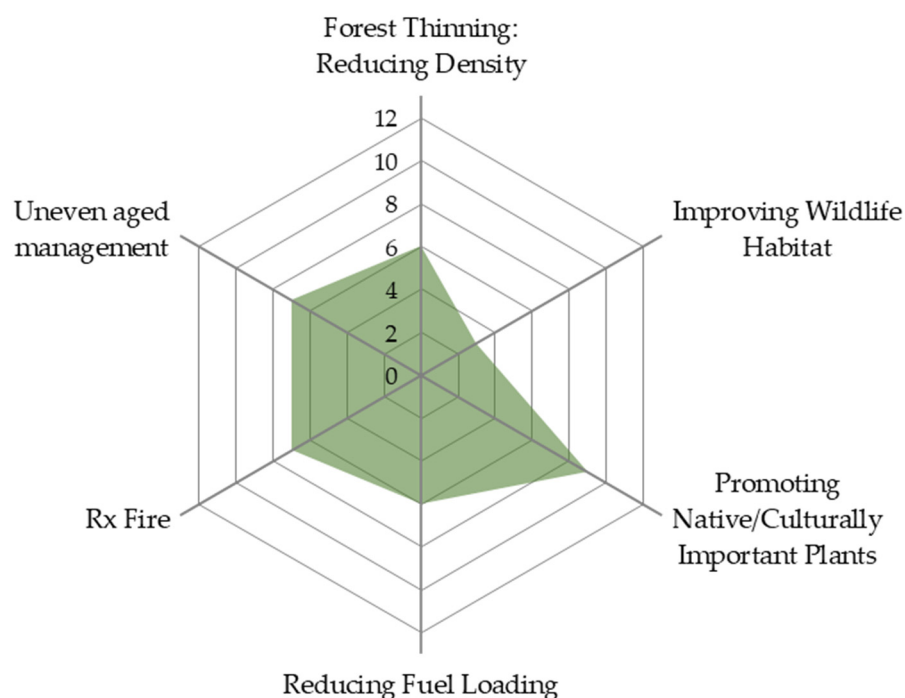 Forest Thinning:
Reducing Density
12
10
8
6
4
2
0
Uneven aged
management
Improving Wildlife
Habitat
Rx Fire
Promoting
Native/Culturally
Important Plants
Reducing Fuel Loading